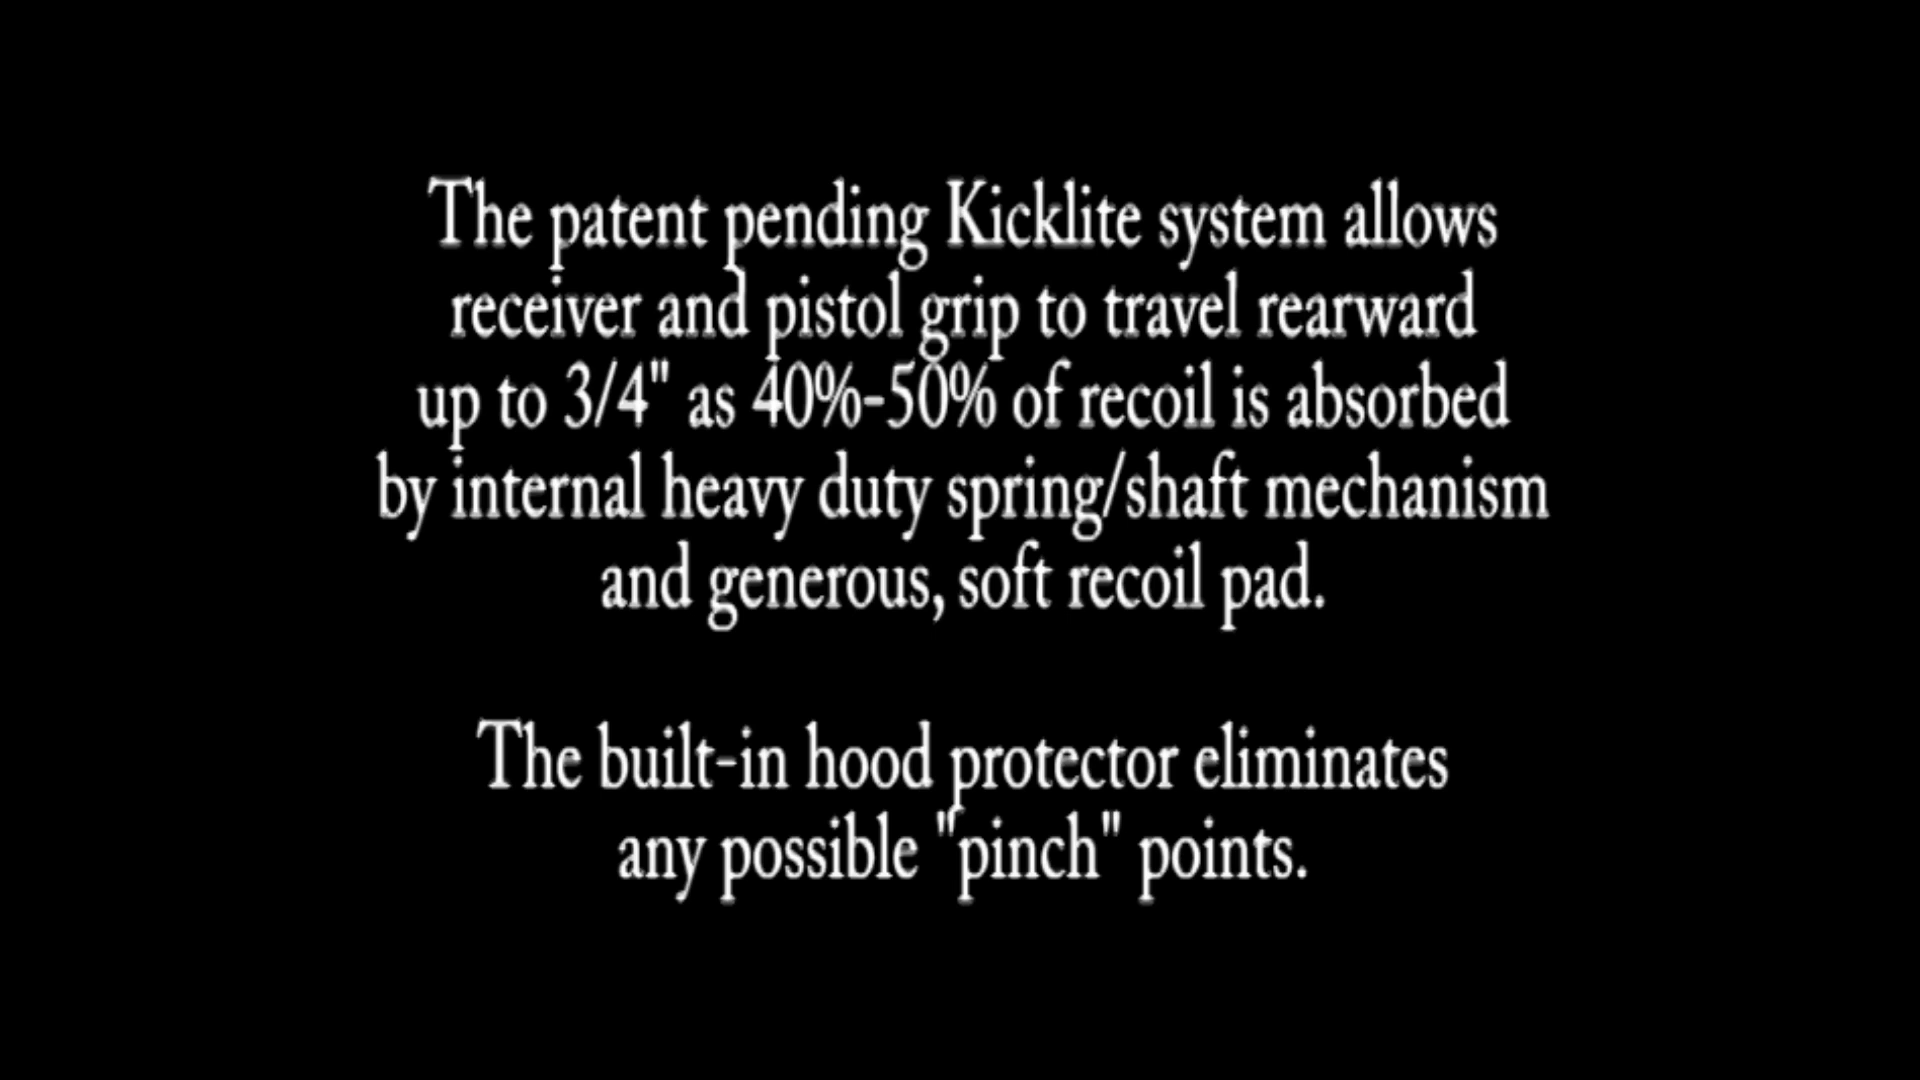 The patent pending Kicklite system allows
receiver and pistol grip to travel rearward
up to 3/4" as 40%-50% of recoil is absorbed
by internal heavy duty spring/shaft mechanism
and generous, soft recoil pad.
The built-in hood protector eliminates
any possible "pinch" points.